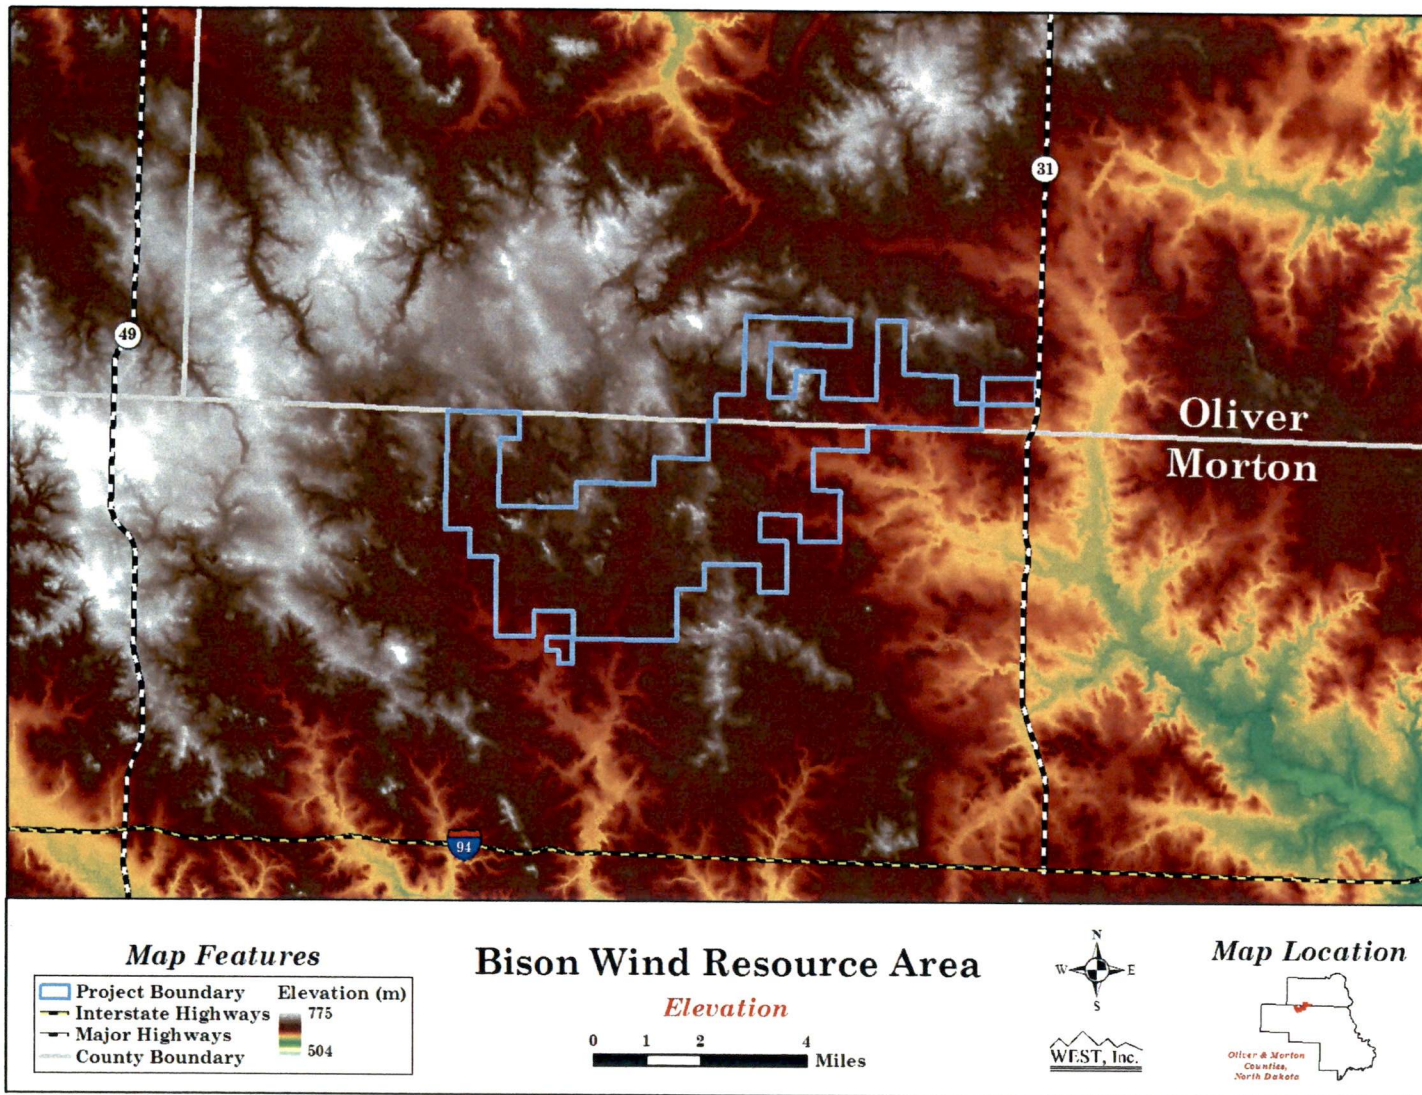 31
49
Oliver
Morton
94
Map Features
Project Boundary
Interstate Highways
Major Highways
County Boundary
Elevation (m)
775
504
Bison Wind Resource Area
Elevation
0 1 2 4
Miles
N
W E
S
WEST, Inc.
Map Location
Oliver & Morton
Counties,
North Dakota